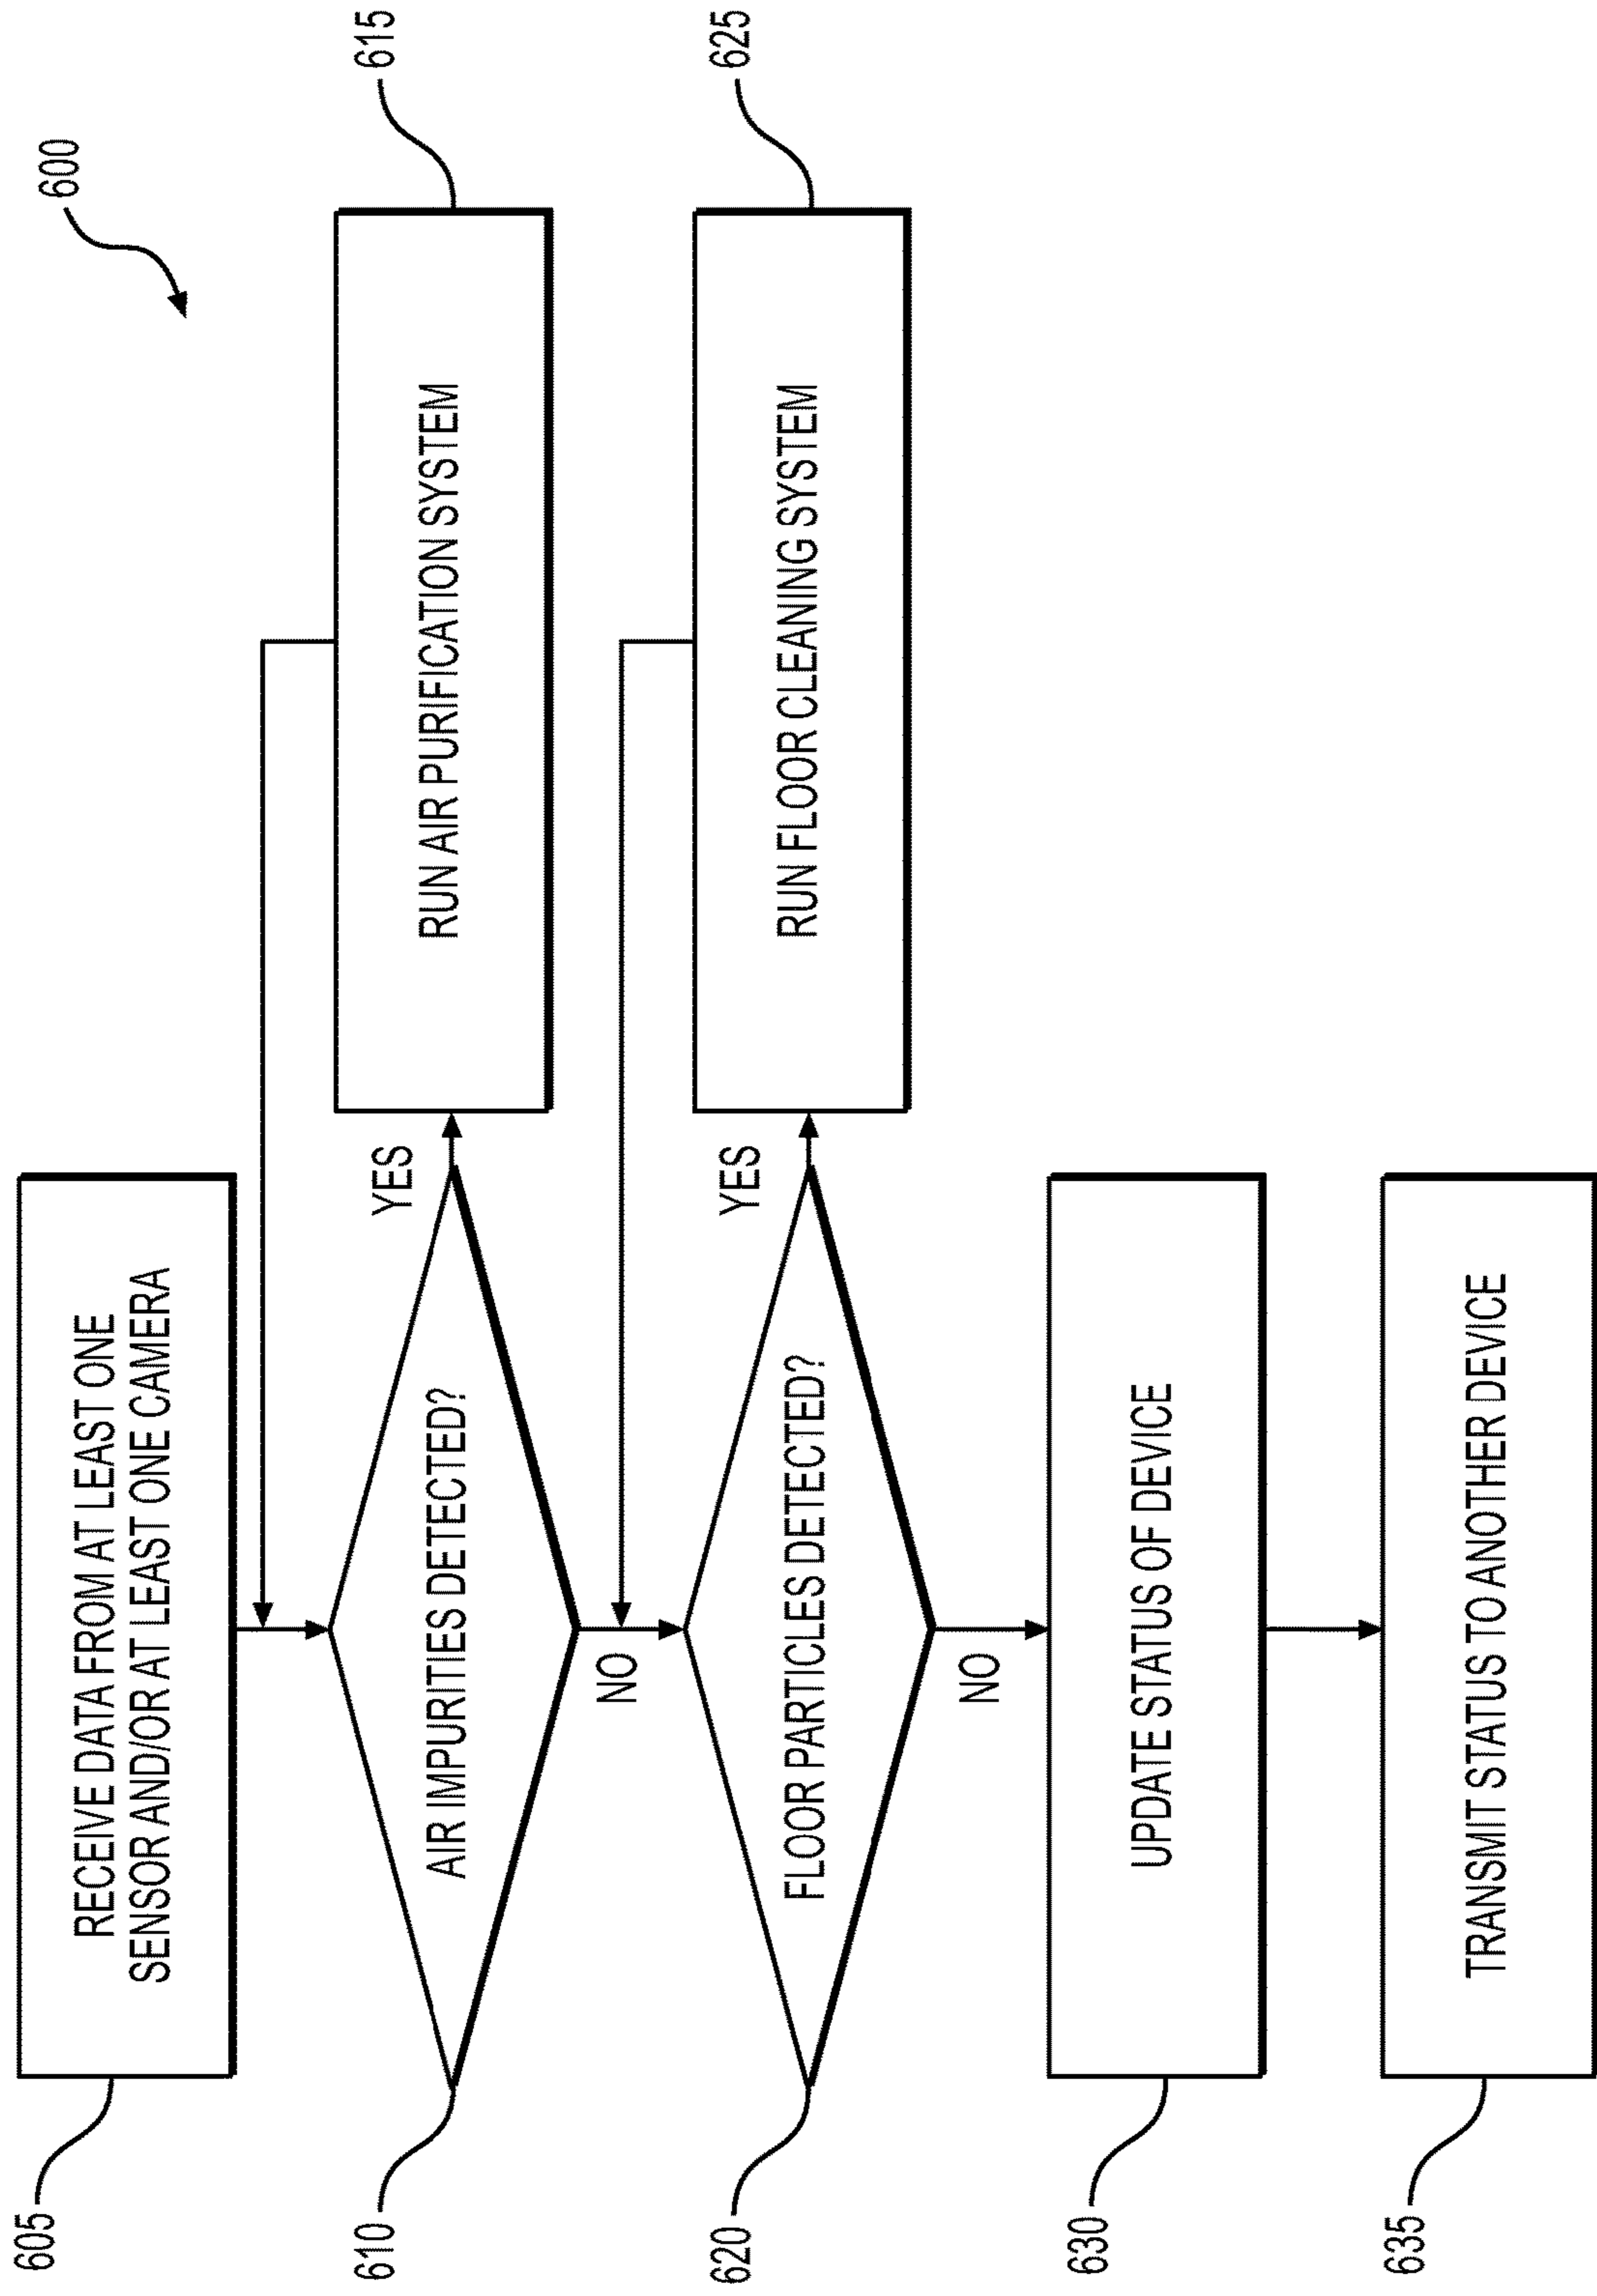 600
605
RECEIVE DATA FROM AT LEAST ONE
SENSOR AND/OR AT LEAST ONE CAMERA
610
AIR IMPURITIES DETECTED?
YES
RUN AIR PURIFICATION SYSTEM
615
NO
620
FLOOR PARTICLES DETECTED?
YES
RUN FLOOR CLEANING SYSTEM
625
NO
630
UPDATE STATUS OF DEVICE
635
TRANSMIT STATUS TO ANOTHER DEVICE